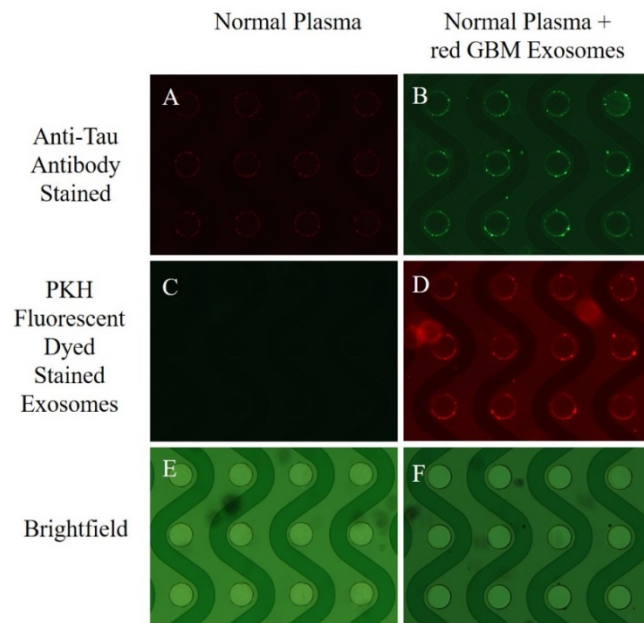 Normal Plasma
Normal Plasma +
red GBM Exosomes
Anti-Tau
Antibody
Stained
A
B
PKH
Fluorescent
Dyed
Stained
Exosomes
C
D
Brightfield
E
F